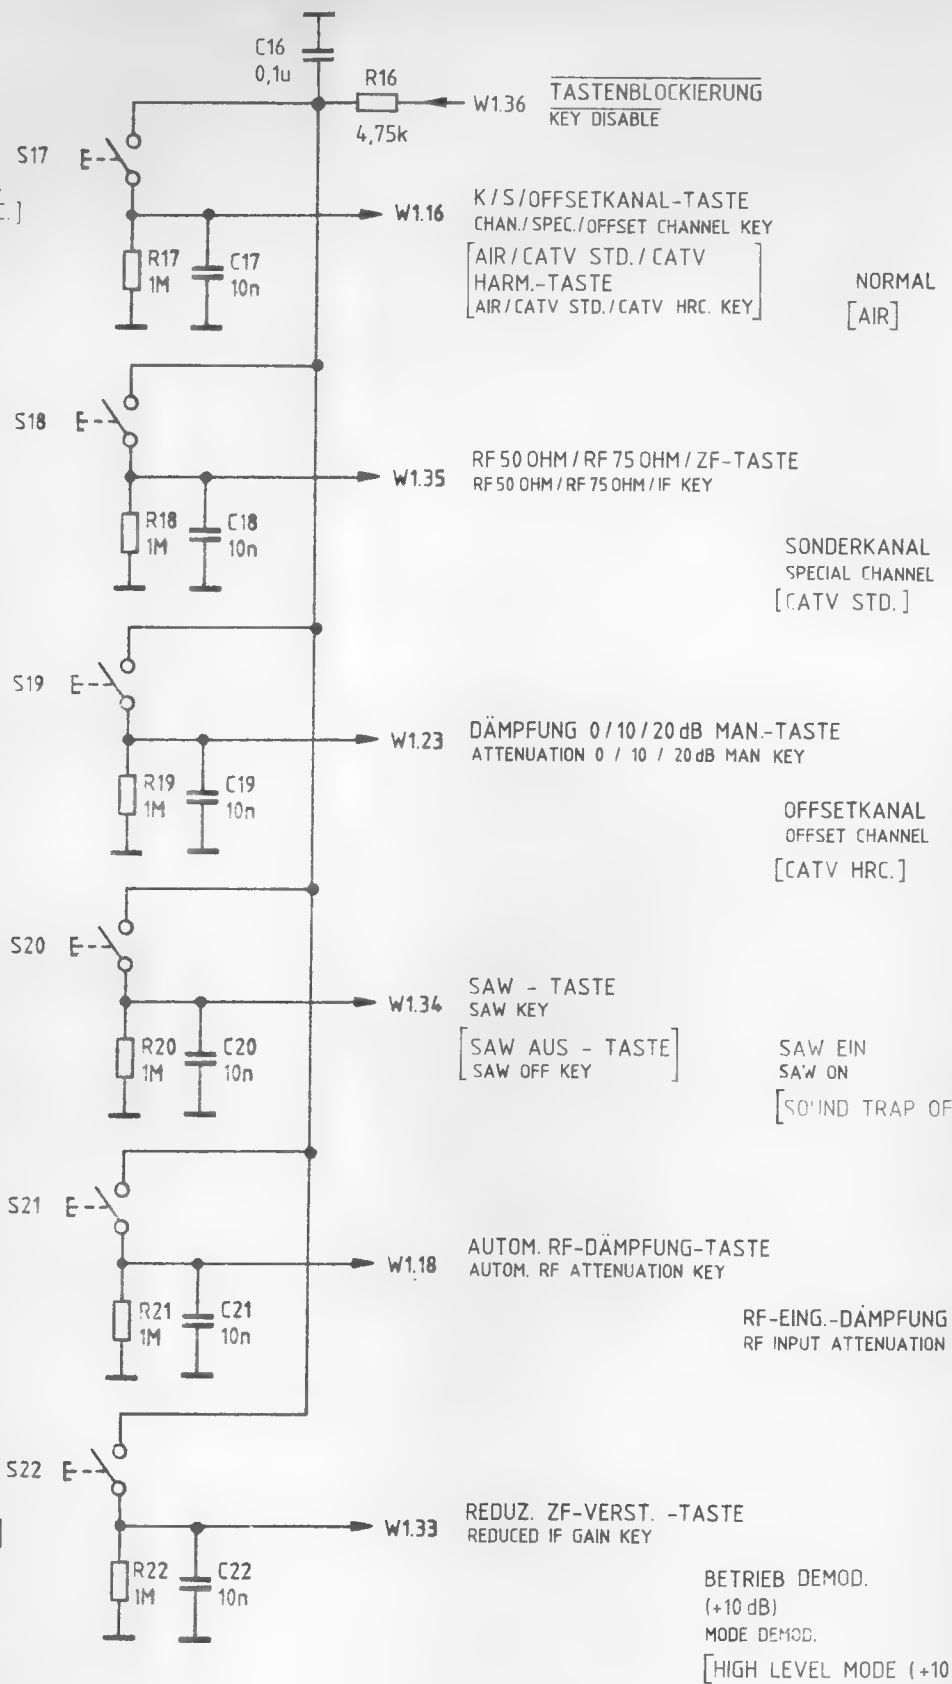 C16
0,1u
R16
4,75k
W1.36
TASTENBLOCKIERUNG
KEY DISABLE
S17
E
.]
W1.16
K/S/OFFSETKANAL-TASTE
CHAN./SPEC./OFFSET CHANNEL KEY
[AIR/CATV STD./CATV
HARM.-TASTE
AIR/CATV STD./CATV HRC. KEY]
R17
1M
C17
10n
NORMAL
[AIR]
S18
E
W1.35
RF 50 OHM / RF 75 OHM / ZF-TASTE
RF 50 OHM / RF 75 OHM / IF KEY
R18
1M
C18
10n
SONDERKANAL
SPECIAL CHANNEL
[CATV STD.]
S19
E
W1.23
DÄMPFUNG 0/10/20 dB MAN.-TASTE
ATTENUATION 0 / 10 / 20 dB MAN KEY
R19
1M
C19
10n
OFFSETKANAL
OFFSET CHANNEL
[CATV HRC.]
S20
E
W1.34
SAW - TASTE
SAW KEY
[SAW AUS - TASTE
SAW OFF KEY]
R20
1M
C20
10n
SAW EIN
SAW ON
[SOUND TRAP OF
S21
E
W1.18
AUTOM. RF-DÄMPFUNG-TASTE
AUTOM. RF ATTENUATION KEY
R21
1M
C21
10n
RF-EING.-DÄMPFUNG
RF INPUT ATTENUATION
S22
E
W1.33
REDUZ. ZF-VERST. -TASTE
REDUCED IF GAIN KEY
]
R22
1M
C22
10n
BETRIEB DEMOD.
(+10 dB)
MODE DEMOD.
[HIGH LEVEL MODE (+10